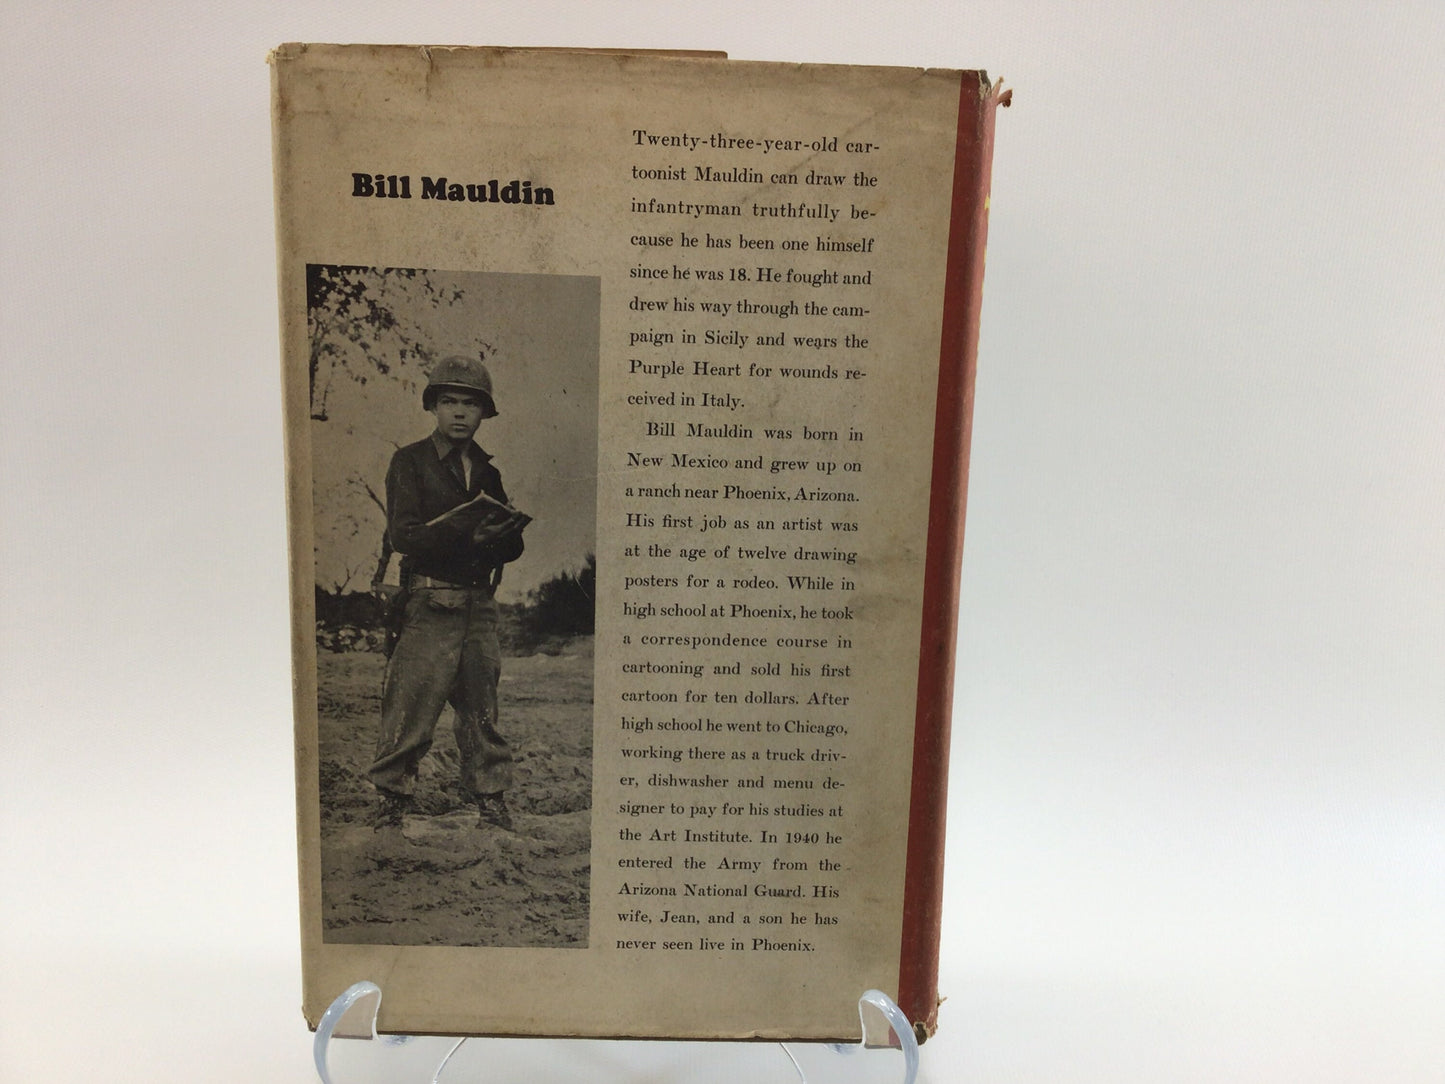 Bill Mauldin
Twenty-three-year-old car-
toonist Mauldin can draw the
infantryman truthfully be-
cause he has been one himself
since he was 18. He fought and
drew his way through the cam-
paign in Sicily and wears the
Purple Heart for wounds re-
ceived in Italy.
Bill Mauldin was born in
New Mexico and grew up on
a ranch near Phoenix, Arizona.
His first job as an artist was
at the age of twelve drawing
posters for a rodeo. While in
high school at Phoenix, he took
a correspondence course in
cartooning and sold his first
cartoon for ten dollars. After
high school he went to Chicago,
working there as a truck driv-
er, dishwasher and menu de-
signer to pay for his studies at
the Art Institute. In 1940 he
entered the Army from the
Arizona National Guard. His
wife, Jean, and a son he has
never seen live in Phoenix.